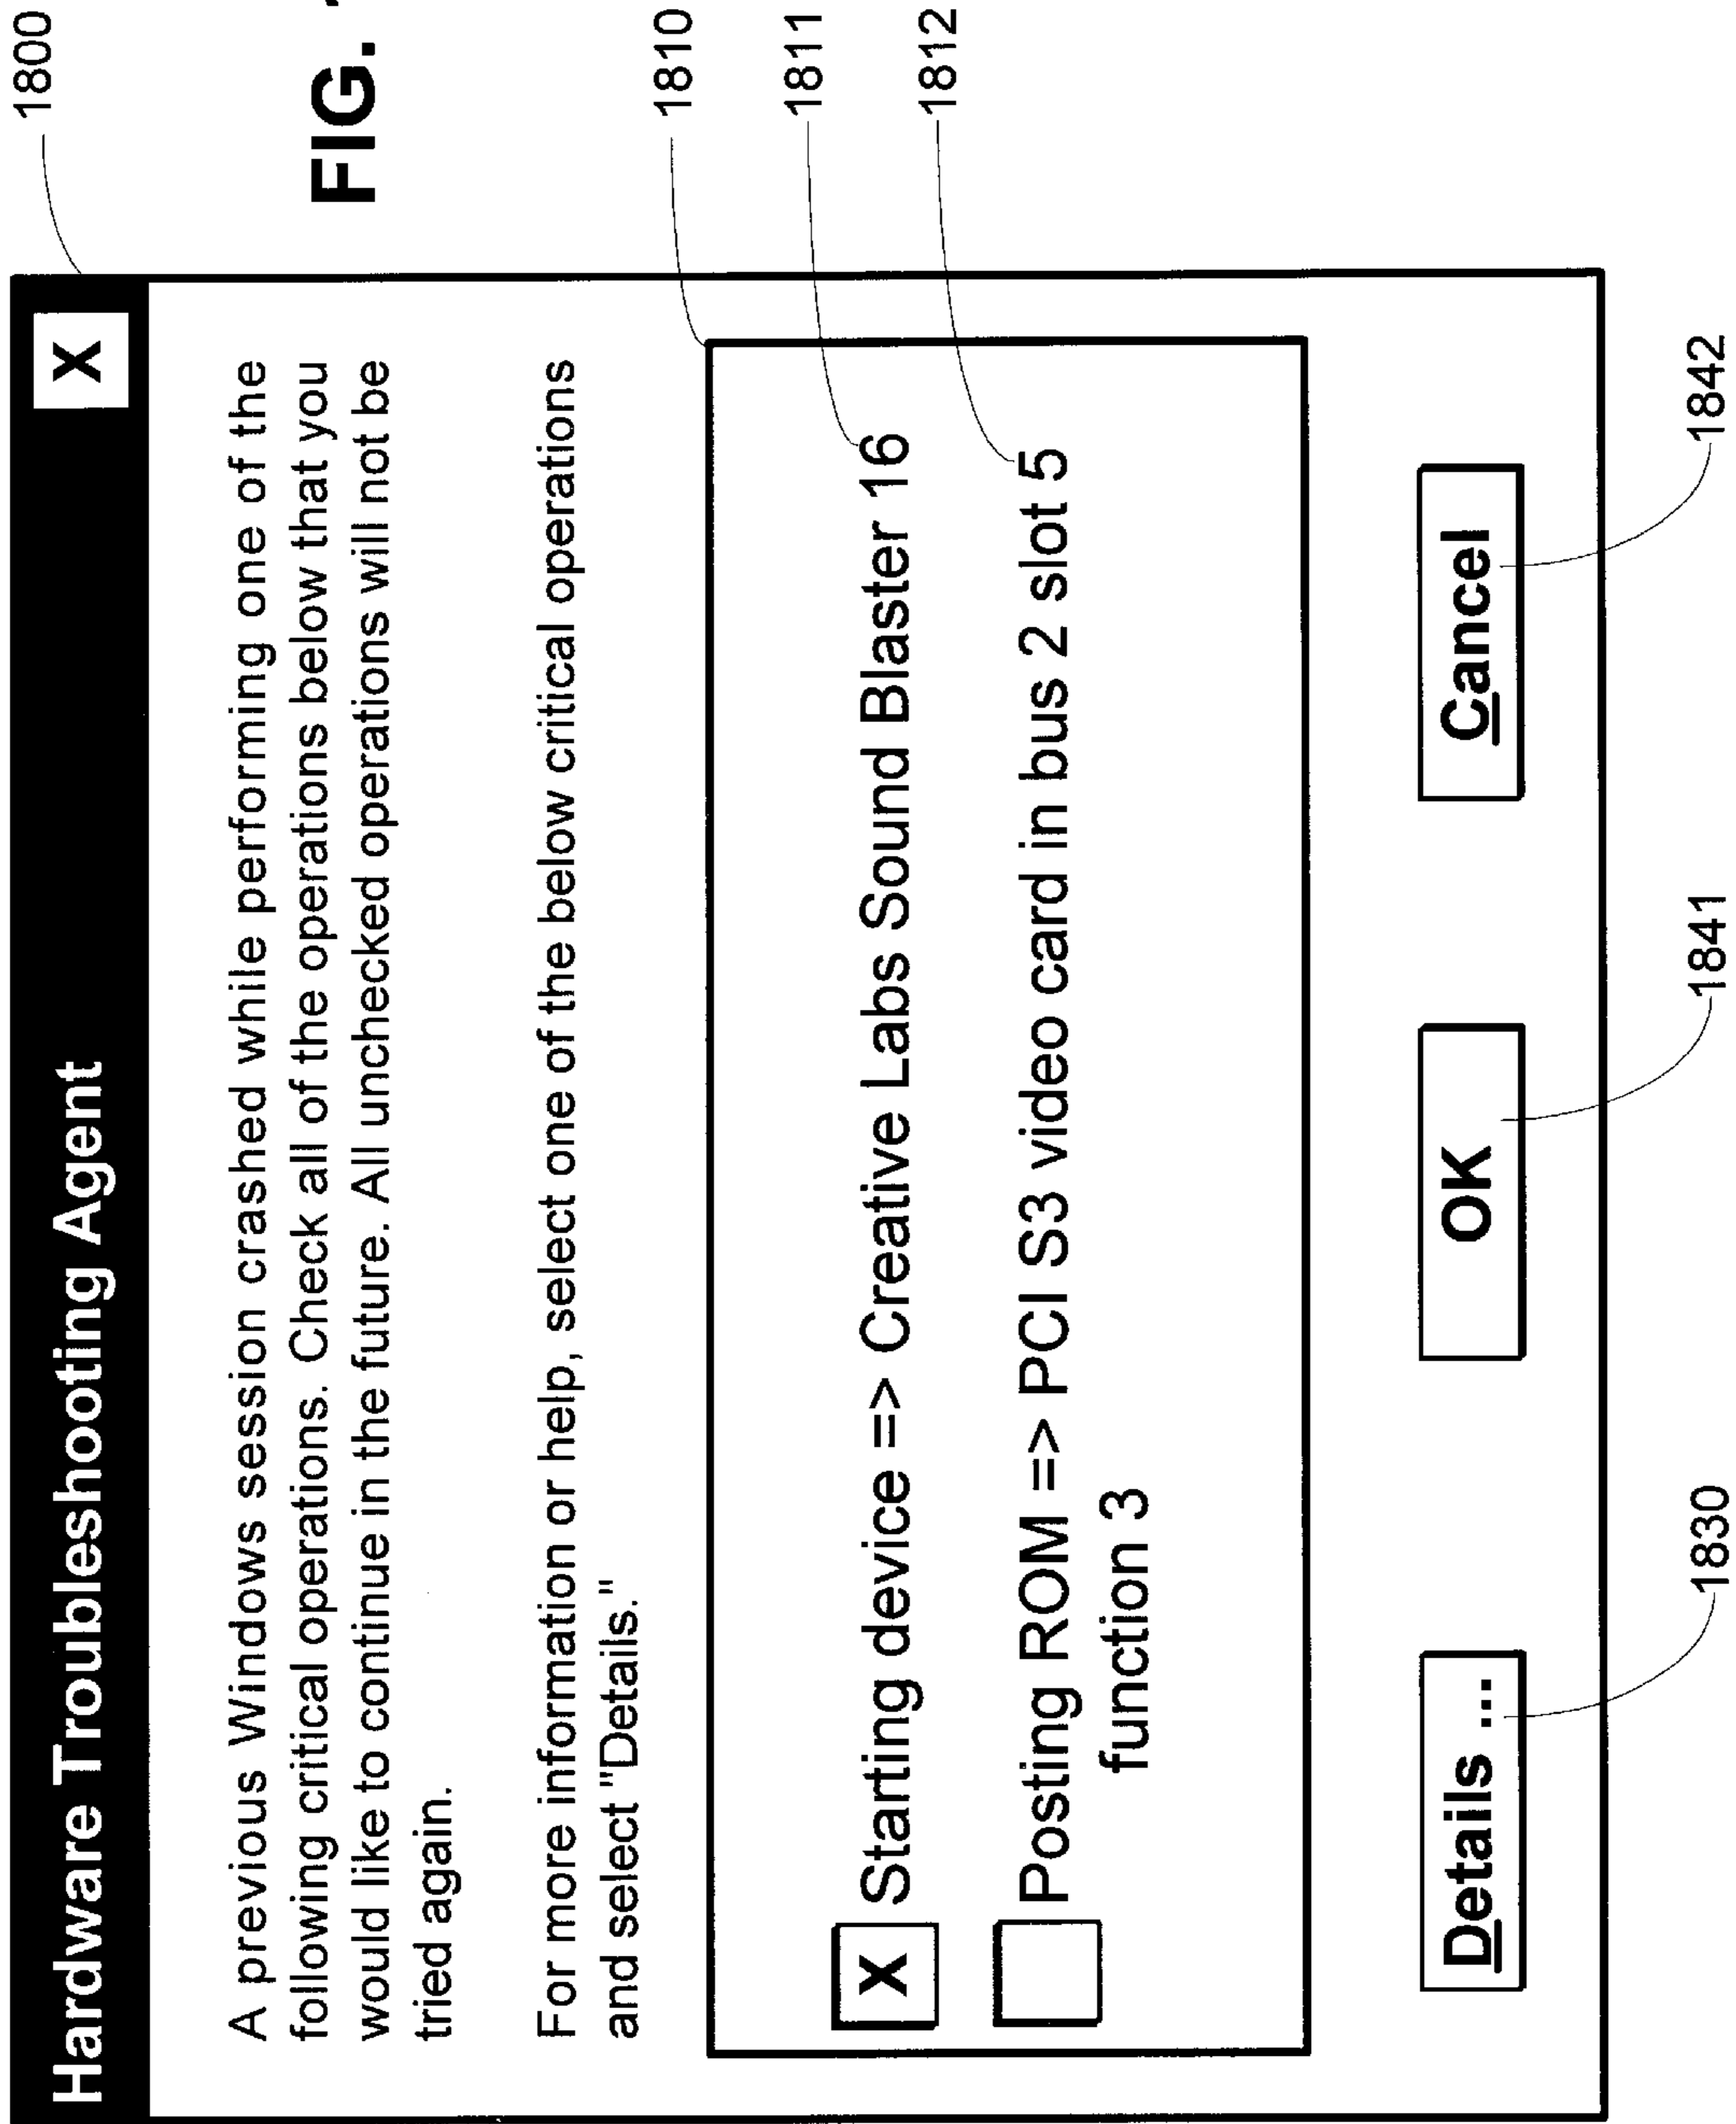 1800
FIG.
Hardware Troubleshooting Agent
X
A previous Windows session crashed while performing one of the
following critical operations. Check all of the operations below that you
would like to continue in the future. All unchecked operations will not be
tried again.
For more information or help, select one of the below critical operations
and select "Details."
1810
X Starting device => Creative Labs Sound Blaster 16
1811
Posting ROM => PCI S3 video card in bus 2 slot 5
function 3
1812
Details ...
OK
Cancel
1830
1841
1842